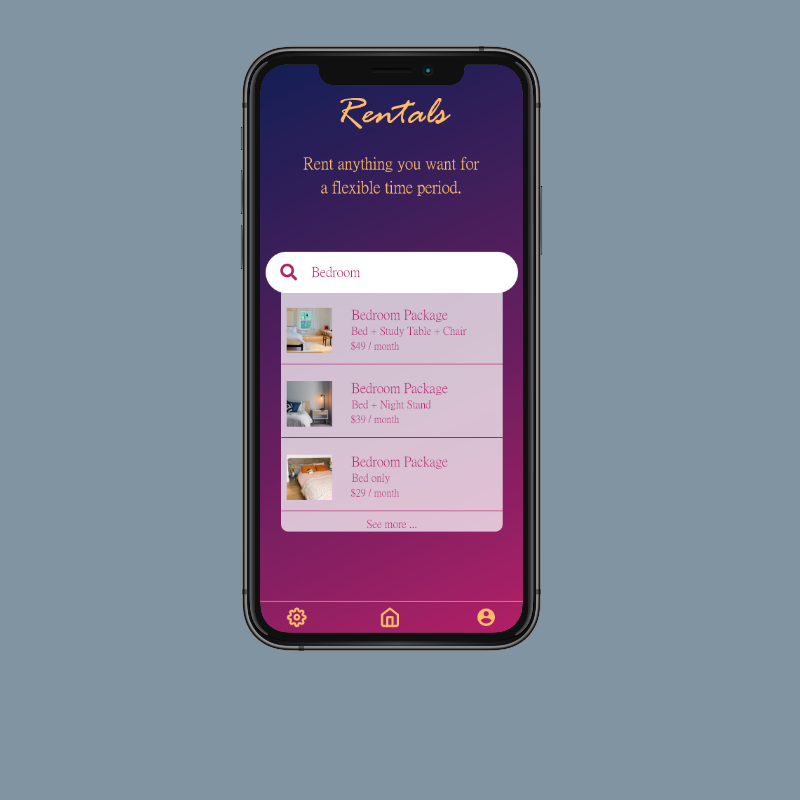 Rentals
Rent anything you want for
a flexible time period.
Bedroom
Bedroom Package
Bed + Study Table + Chair
$49 / month
Bedroom Package
Bed + Night Stand
$39 / month
Bedroom Package
Bed only
$29 / month
See more ...